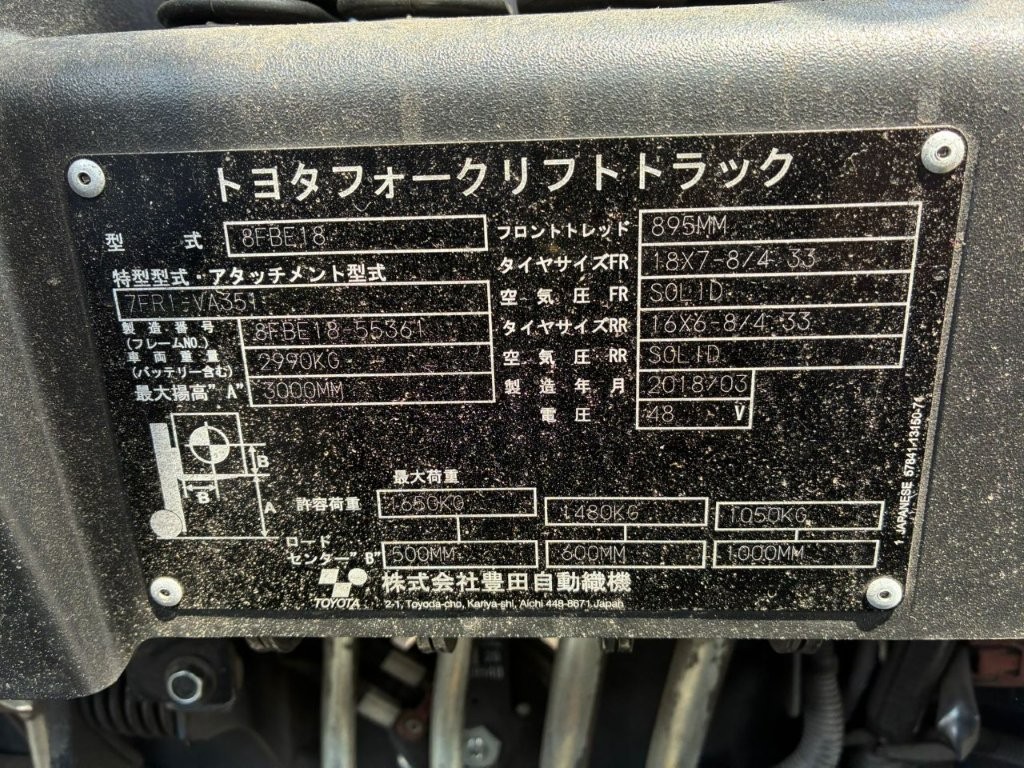 トヨタフォークリフトトラック
型 式 8FBE18
特型型式・アタッチメント型式
製造番号 (フレームNO.) 8FBE18-55361
車両重量 (バッテリー含む) 2990KG -
最大揚高"A" 3000MM
フロントトレッド 895MM
タイヤサイズFR 18X7-8/4.33
空気圧 FR SOLID
タイヤサイズRR 16X6-8/4.33
空気圧 RR SOLID
製造年月 2018/03
電圧 48 V
B
B
A
最大荷重
許容荷重 1650KG 1480KG 1050KG
ロード
センター"B" 500MM 600MM 1000MM
TOYOTA 株式会社豊田自動織機
2-1, Toyoda-cho, Kariya-shi, Aichi 448-8671 Japan
JAPANESE